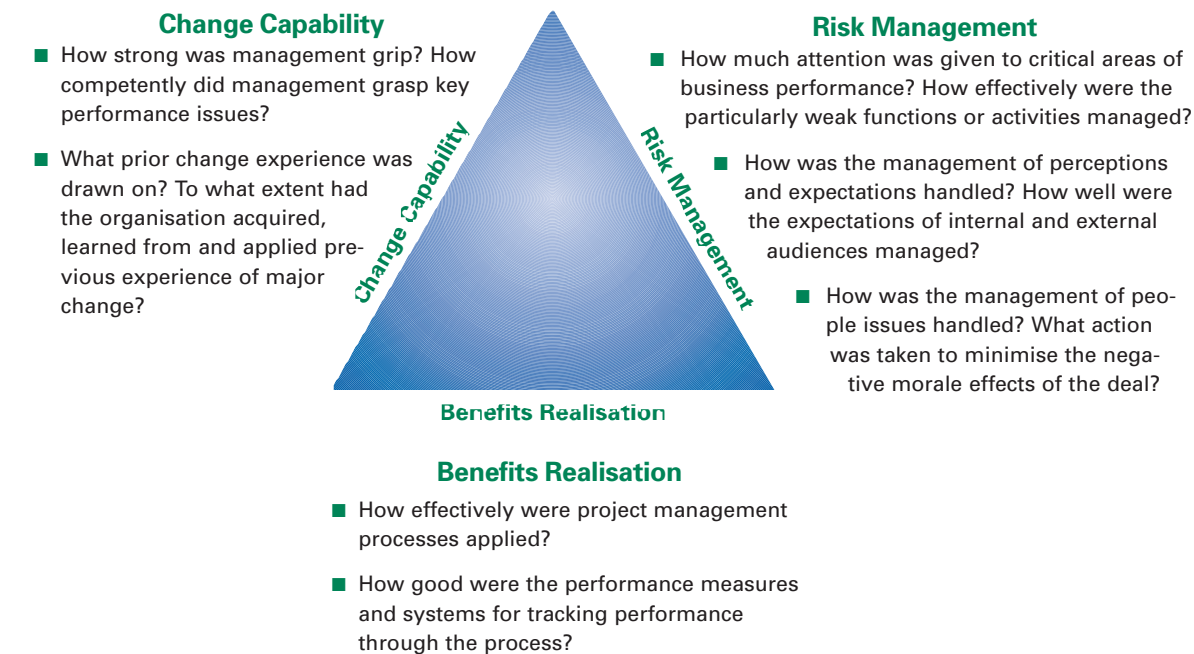 Change Capability
■ How strong was management grip? How
competently did management grasp key
performance issues?
■ What prior change experience was
drawn on? To what extent had
the organisation acquired,
learned from and applied pre-
vious experience of major
change?
Change Capability
Risk Management
Risk Management
■ How much attention was given to critical areas of
business performance? How effectively were the
particularly weak functions or activities managed?
■ How was the management of perceptions
and expectations handled? How well were
the expectations of internal and external
audiences managed?
■ How was the management of peo-
ple issues handled? What action
was taken to minimise the nega-
tive morale effects of the deal?
Benefits Realisation
Benefits Realisation
■ How effectively were project management
processes applied?
■ How good were the performance measures
and systems for tracking performance
through the process?